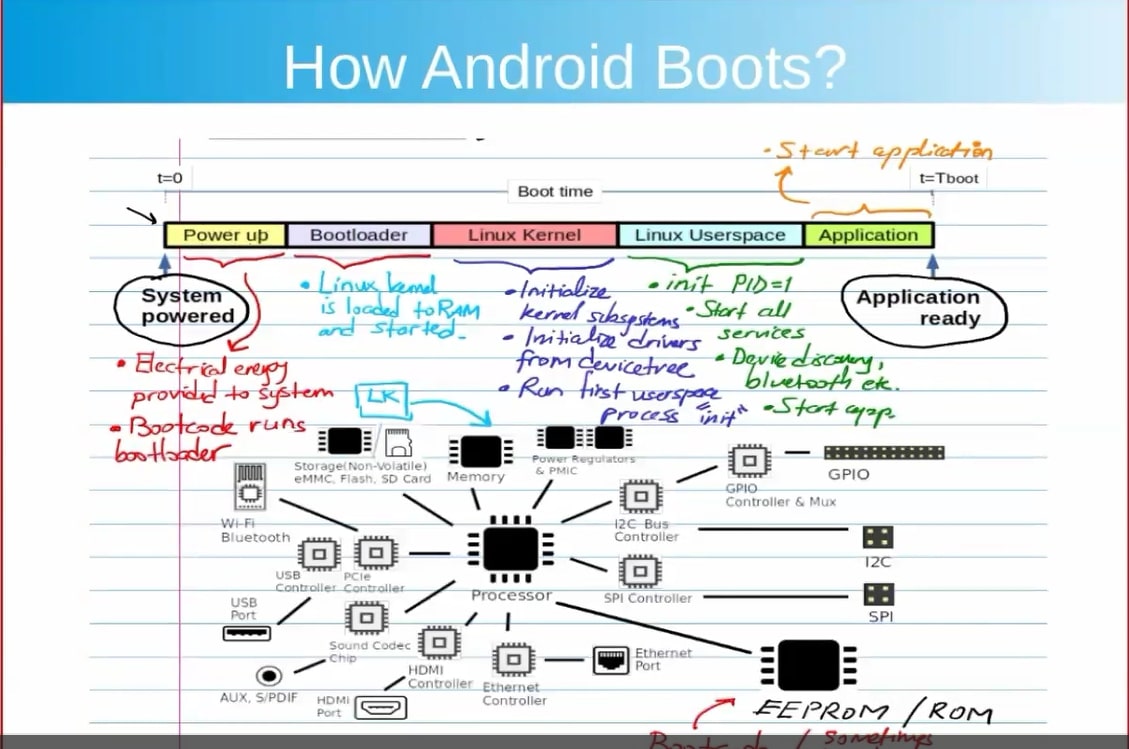 How Android Boots?
• Start application
t=0
Boot time
t=Tboot
Power up
Bootloader
Linux Kernel
Linux Userspace
Application
System
powered
• Electrical energy
provided to system
• Bootcode runs
bootloader
• Linux kernel
is loaded to RAM
and started.
LK
• Initialize
kernel subsystems
• Initialize drivers
from devicetree
• Run first userspace
process "init"
• init PID=1
• Start all
services
• Device discovery,
bluetooth etc.
• Start app.
Application
ready
Storage(Non-Volatile)
eMMC, Flash, SD Card
Memory
Power Regulators
& PMIC
GPIO
Controller & Mux
GPIO
Wi-Fi
Bluetooth
I2C Bus
Controller
I2C
USB
Controller
PCIe
Controller
Processor
SPI Controller
SPI
USB
Port
Sound Codec
Chip
HDMI
Controller
Ethernet
Controller
Ethernet
Port
AUX, S/PDIF
HDMI
Port
EEPROM / ROM
Bootcode / Sometimes